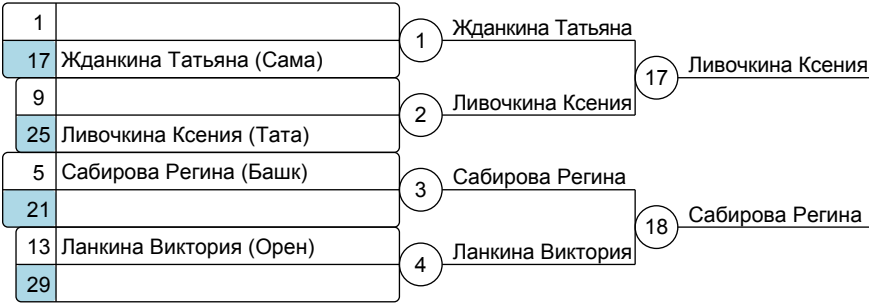 1
17 Жданкина Татьяна (Сама)
1 Жданкина Татьяна
9
25 Ливочкина Ксения (Тата)
2 Ливочкина Ксения
17 Ливочкина Ксения
5 Сабирова Регина (Башк)
21
3 Сабирова Регина
13 Ланкина Виктория (Орен)
29
4 Ланкина Виктория
18 Сабирова Регина